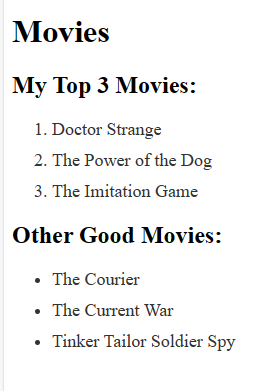 Movies
My Top 3 Movies:
1. Doctor Strange
2. The Power of the Dog
3. The Imitation Game
Other Good Movies:
• The Courier
• The Current War
• Tinker Tailor Soldier Spy